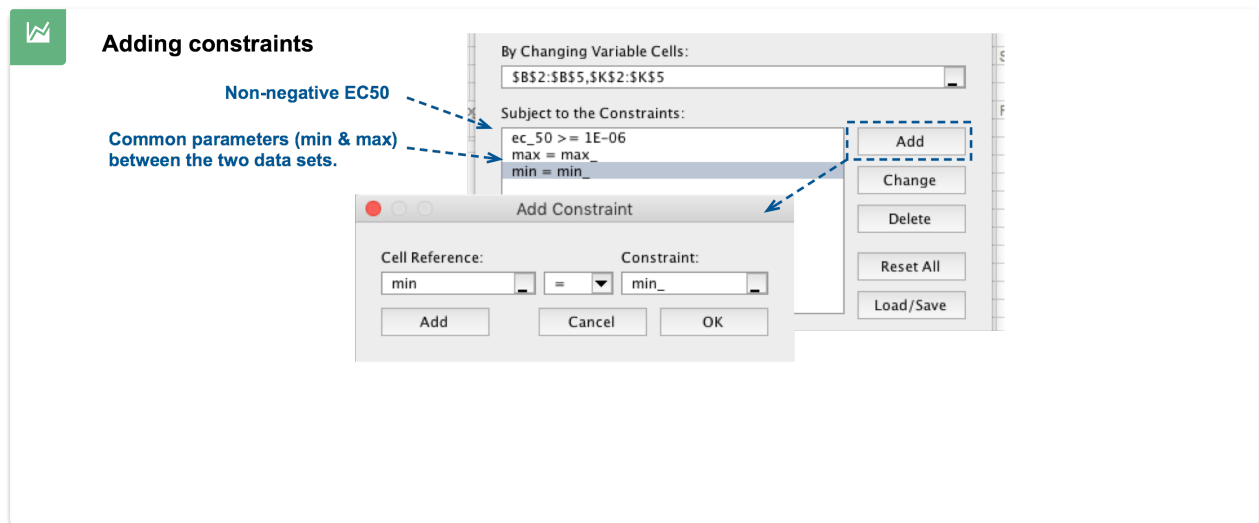 Adding constraints
By Changing Variable Cells:
$B$2:$B$5,$K$2:$K$5
Non-negative EC50
Subject to the Constraints:
ec_50 >= 1E-06
Common parameters (min & max)
between the two data sets.
max = max_
min = min_
Add
Change
Delete
Reset All
Load/Save
Add Constraint
Cell Reference:
Constraint:
min
=
min_
Add
Cancel
OK